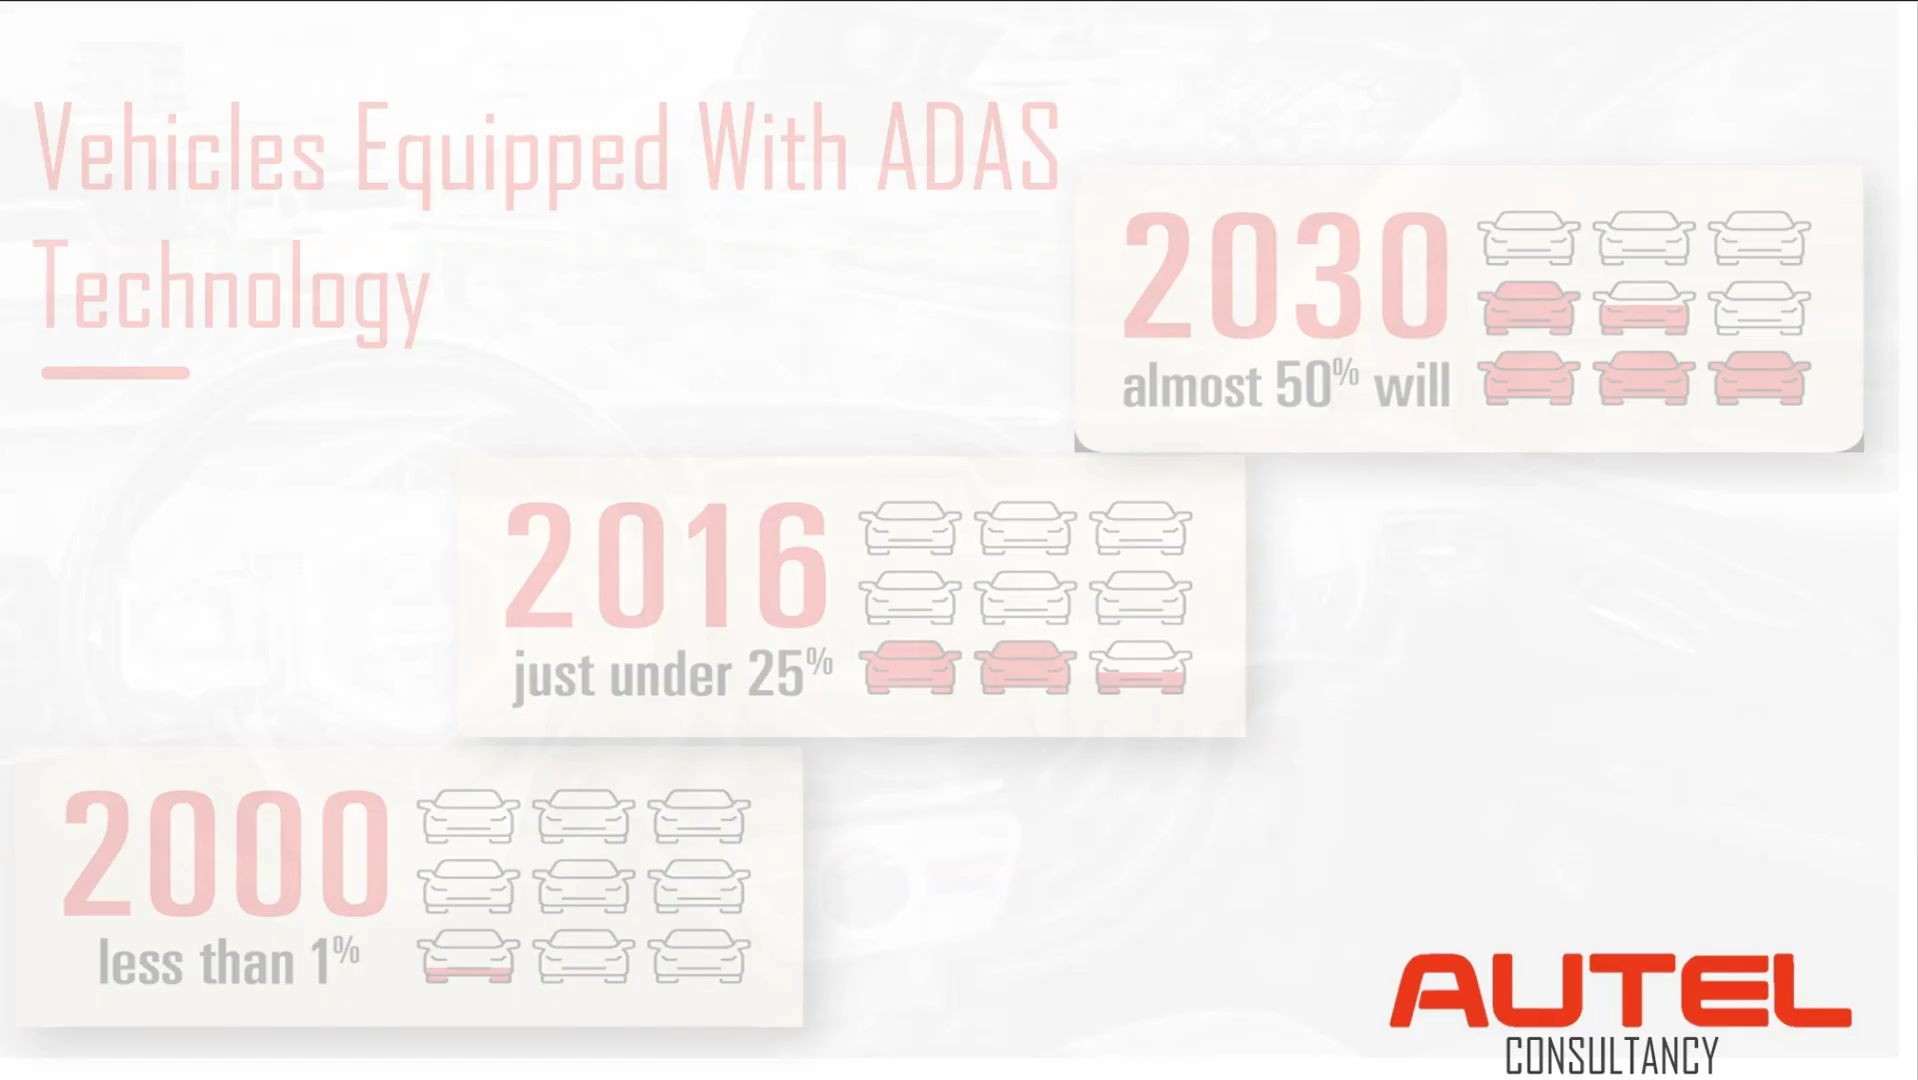 Vehicles Equipped With ADAS
Technology
2030
almost 50% will
2016
just under 25%
2000
less than 1%
AUTEL
CONSULTANCY